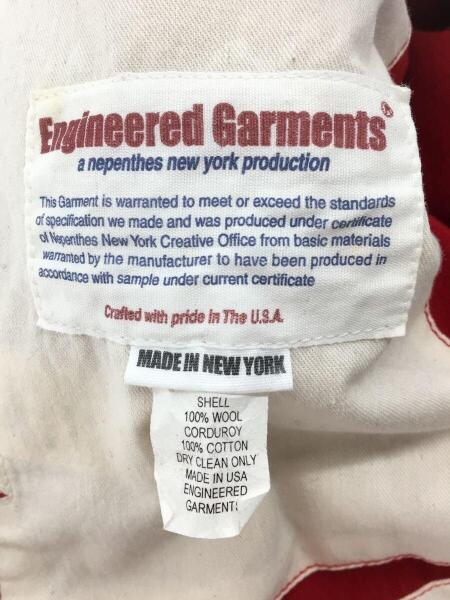 Engineered Garments®
a nepenthes new york production
This Garment is warranted to meet or exceed the standards
of specification we made and was produced under certificate
of Nepenthes New York Creative Office from basic materials
warranted by the manufacturer to have been produced in
accordance with sample under current certificate
Crafted with pride in The U.S.A.
MADE IN NEW YORK
SHELL
100% WOOL
CORDUROY
100% COTTON
DRY CLEAN ONLY
MADE IN USA
ENGINEERED
GARMENTS